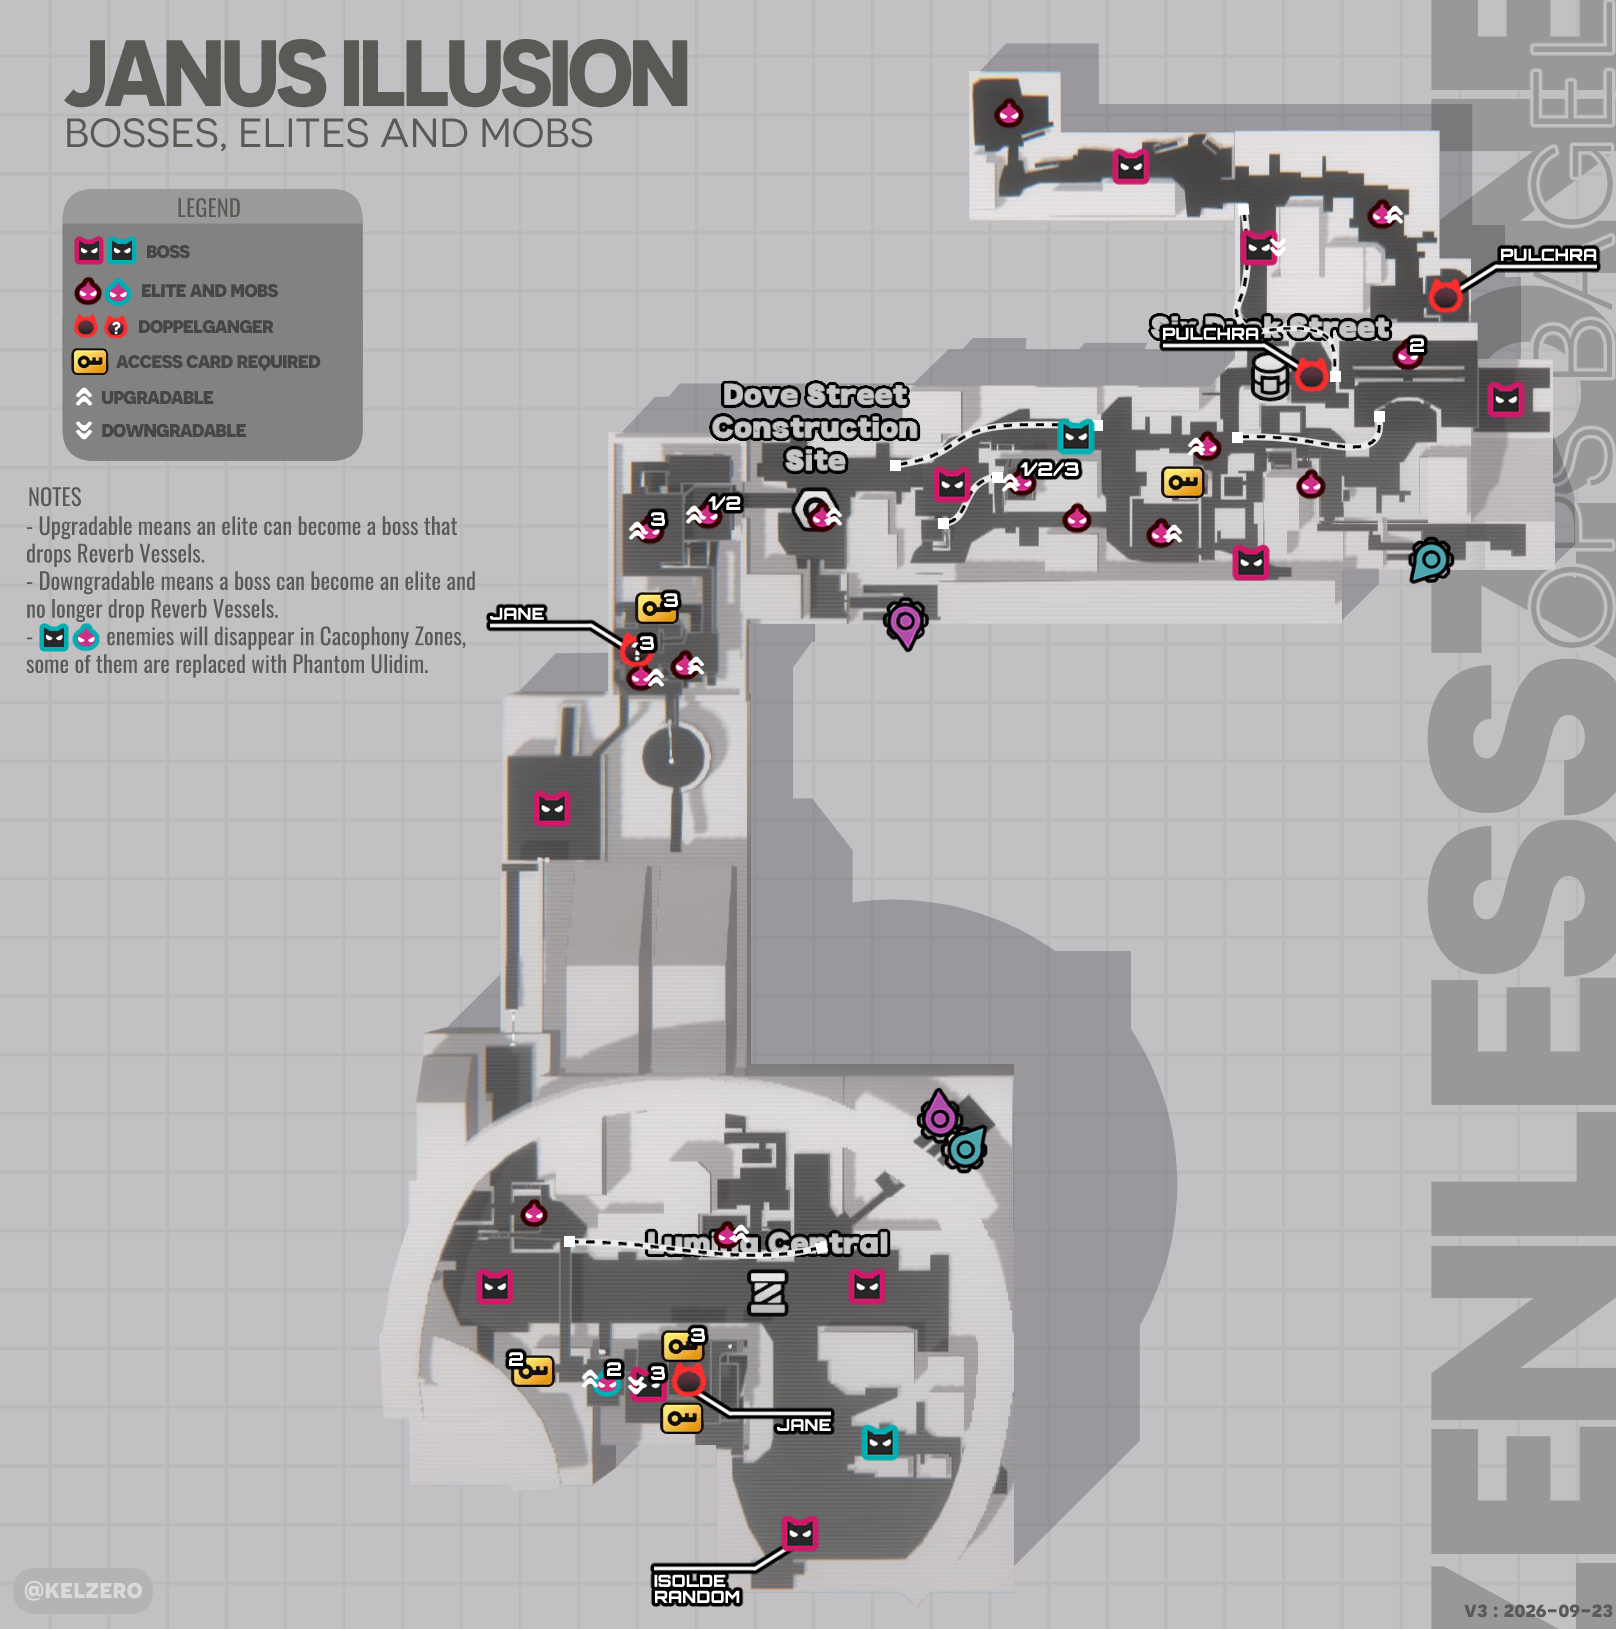 JANUS ILLUSION
BOSSES, ELITES AND MOBS
LEGEND
BOSS
ELITE AND MOBS
?
DOPPELGANGER
ACCESS CARD REQUIRED
UPGRADABLE
DOWNGRADABLE
NOTES
- Upgradable means an elite can become a boss that
drops Reverb Vessels.
- Downgradable means a boss can become an elite and
no longer drop Reverb Vessels.
- enemies will disappear in Cacophony Zones,
some of them are replaced with Phantom Ulidim.
PULCHRA
Street
PULCHRA
2
Dove Street
Construction
Site
1/2/3
1/2
3
3
JANE
3
?
Central
3
2
2
3
JANE
ISOLDE
RANDOM
@KELZERO
V3 : 2026-09-23